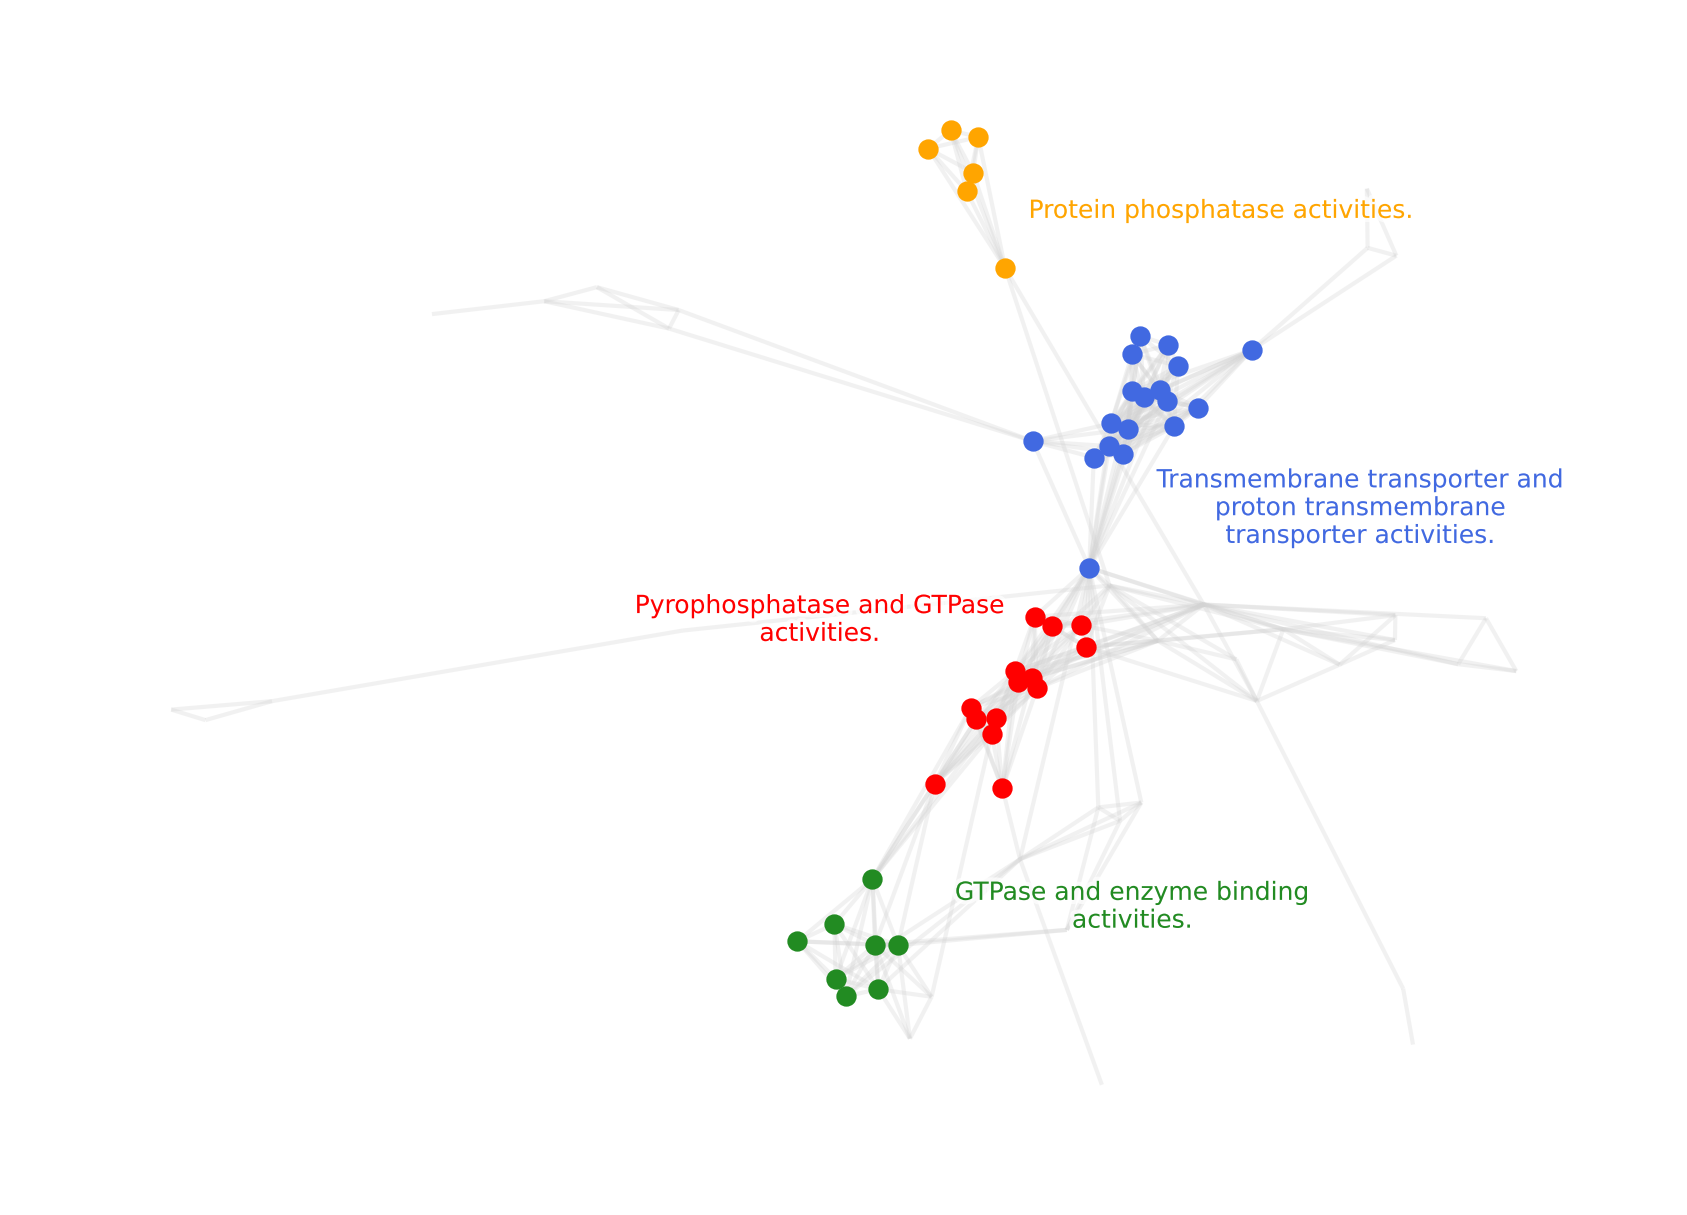 Protein phosphatase activities.
Transmembrane transporter and
proton transmembrane
transporter activities.
Pyrophosphatase and GTPase
activities.
GTPase and enzyme binding
activities.